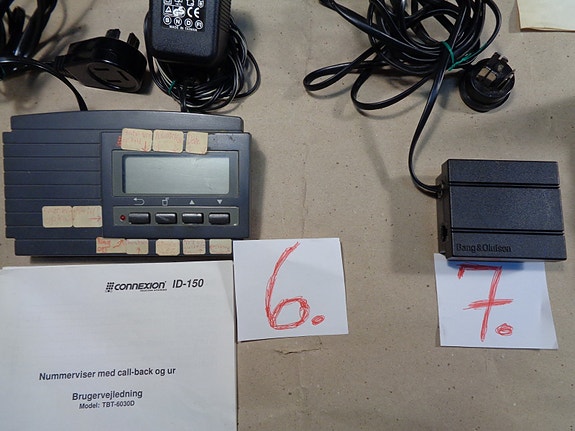 Bang & Olufsen
CONNEXION ID-150
6.
7.
Nummerviser med call-back og ur
Brugervejledning
Model: TBT-6030D